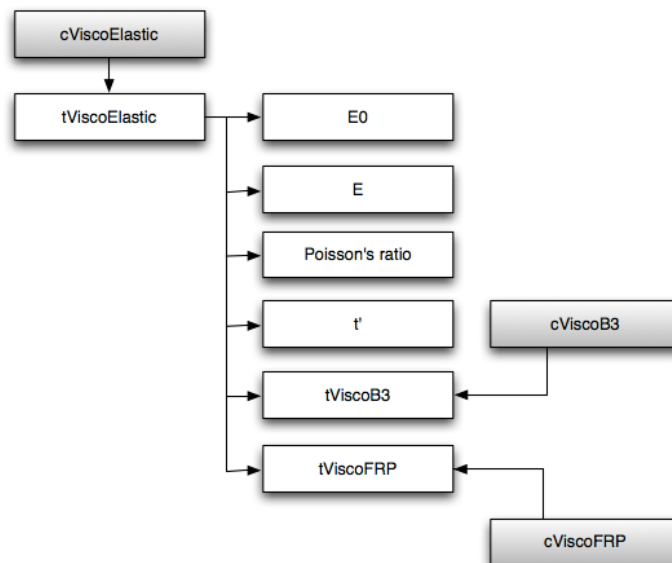 cViscoElastic
tViscoElastic
E0
E
Poisson's ratio
t'
cViscoB3
tViscoB3
tViscoFRP
cViscoFRP